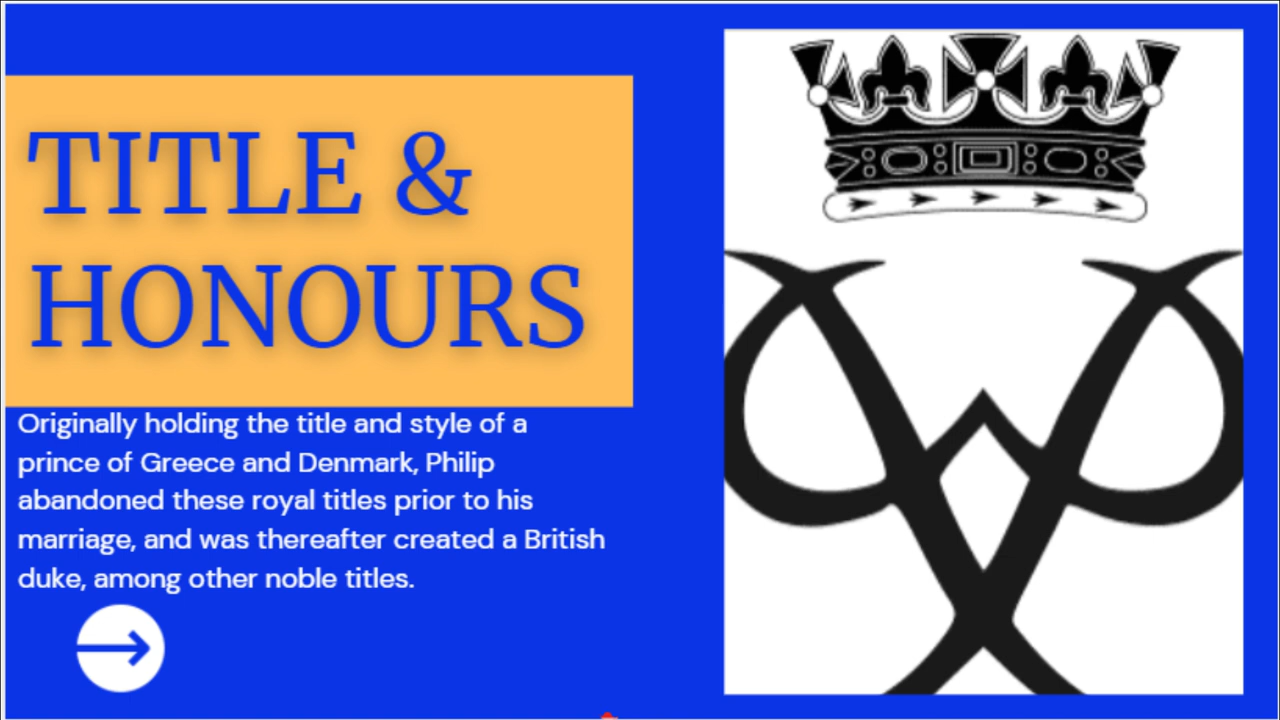 TITLE &
HONOURS
Originally holding the title and style of a
prince of Greece and Denmark, Philip
abandoned these royal titles prior to his
marriage, and was thereafter created a British
duke, among other noble titles.